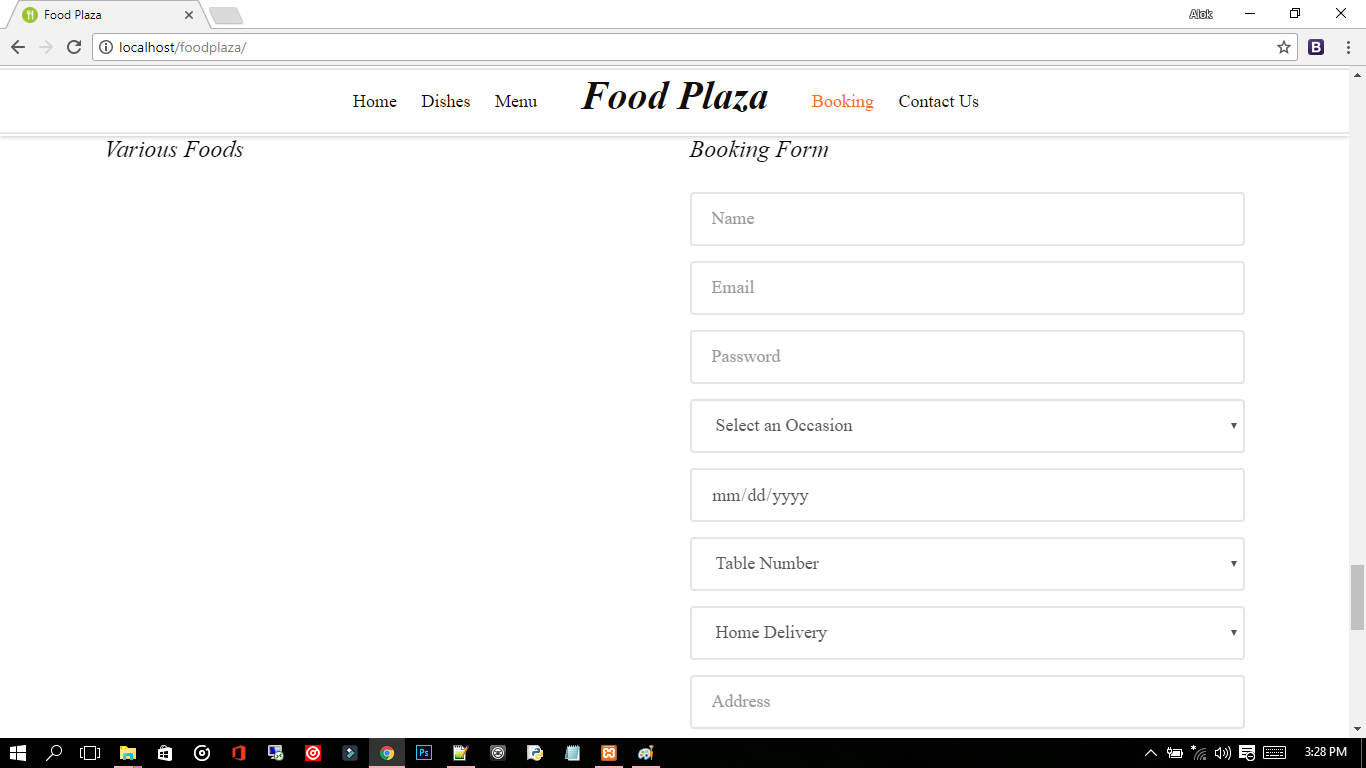 Food Plaza
Alok
localhost/foodplaza/
B
Home Dishes Menu Food Plaza Booking Contact Us
Various Foods
Booking Form
Name
Email
Password
Select an Occasion
mm/dd/yyyy
Table Number
Home Delivery
Address
Ps
3:28 PM